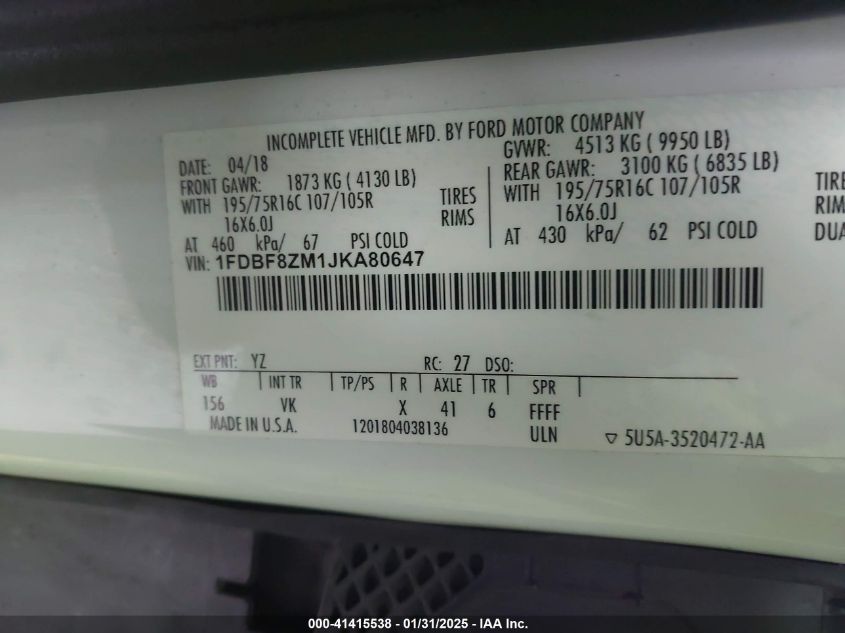 INCOMPLETE VEHICLE MFD. BY FORD MOTOR COMPANY
DATE: 04/18 GVWR: 4513 KG ( 9950 LB)
FRONT GAWR: 1873 KG ( 4130 LB) REAR GAWR: 3100 KG ( 6835 LB)
WITH 195/75R16C 107/105R TIRES WITH 195/75R16C 107/105R TIRE
16X6.0J RIMS 16X6.0J RIM
AT 460 kPa/ 67 PSI COLD AT 430 kPa/ 62 PSI COLD DUA
VIN: 1FDBF8ZM1JKA80647
EXT PNT: YZ RC: 27 DSO:
WB INT TR TP/PS R AXLE TR SPR
156 VK X 41 6 FFFF
MADE IN U.S.A. 1201804038136 ULN ▽ 5U5A-3520472-AA
000-41415538 - 01/31/2025 - IAA Inc.